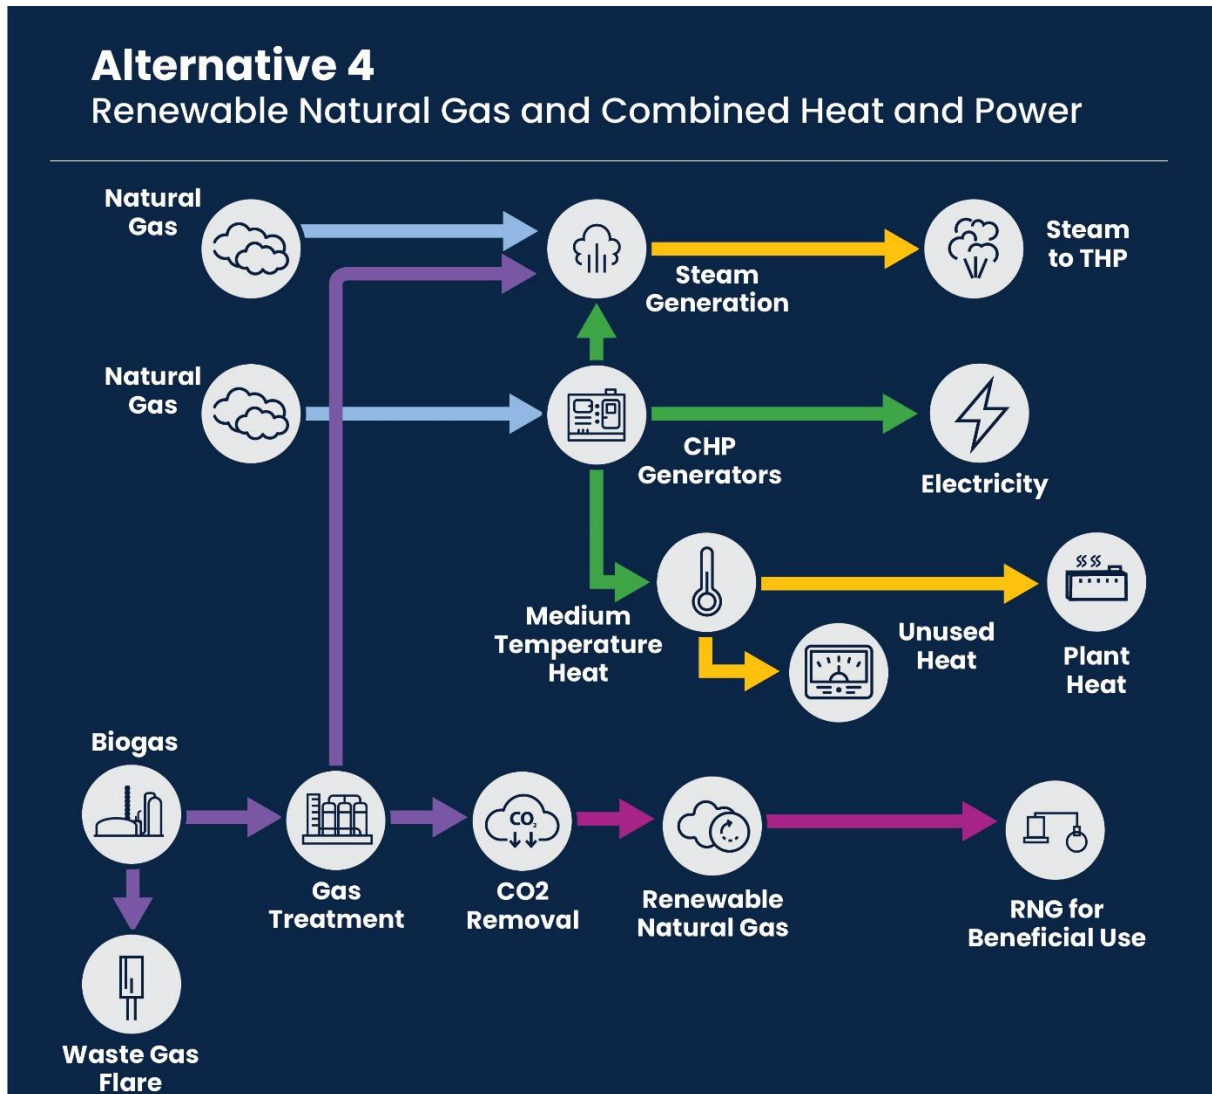 Alternative 4
Renewable Natural Gas and Combined Heat and Power
Natural
Gas
Steam
Generation
Steam
to THP
Natural
Gas
CHP
Generators
Electricity
Medium
Temperature
Heat
Unused
Heat
Plant
Heat
Biogas
Gas
Treatment
CO2
CO2
Removal
Renewable
Natural Gas
RNG for
Beneficial Use
Waste Gas
Flare